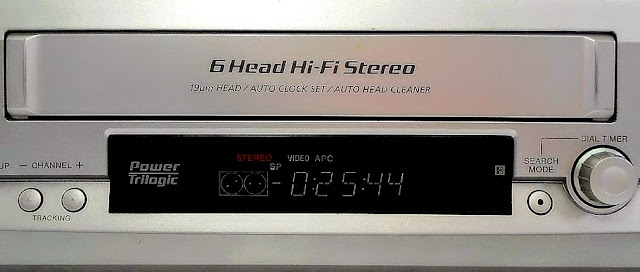 6 Head Hi-Fi Stereo
19µm HEAD / AUTO CLOCK SET / AUTO HEAD CLEANER
DIAL TIMER
UP – CHANNEL +
Power Trilogic
STEREO VIDEO APC
SP
-0:25:44
SEARCH MODE
TRACKING